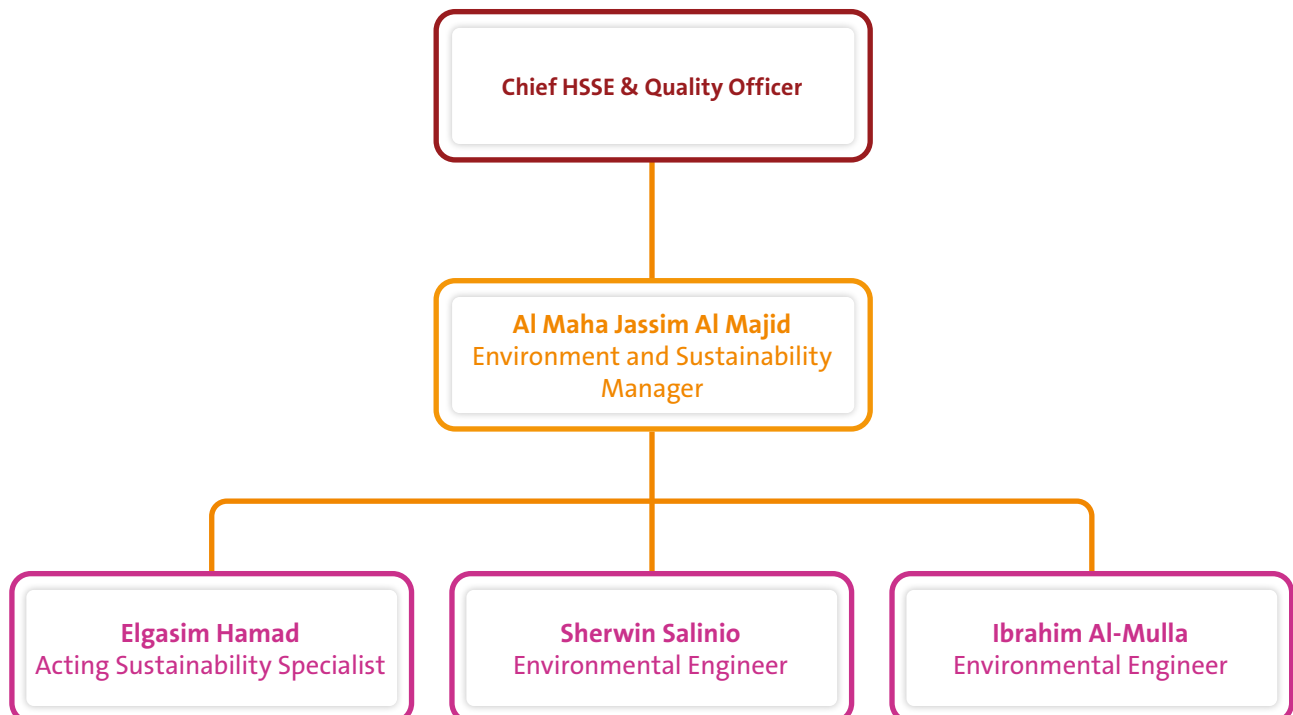 Chief HSSE & Quality Officer
Al Maha Jassim Al Majid
Environment and Sustainability
Manager
Elgasim Hamad
Acting Sustainability Specialist
Sherwin Salinio
Environmental Engineer
Ibrahim Al-Mulla
Environmental Engineer